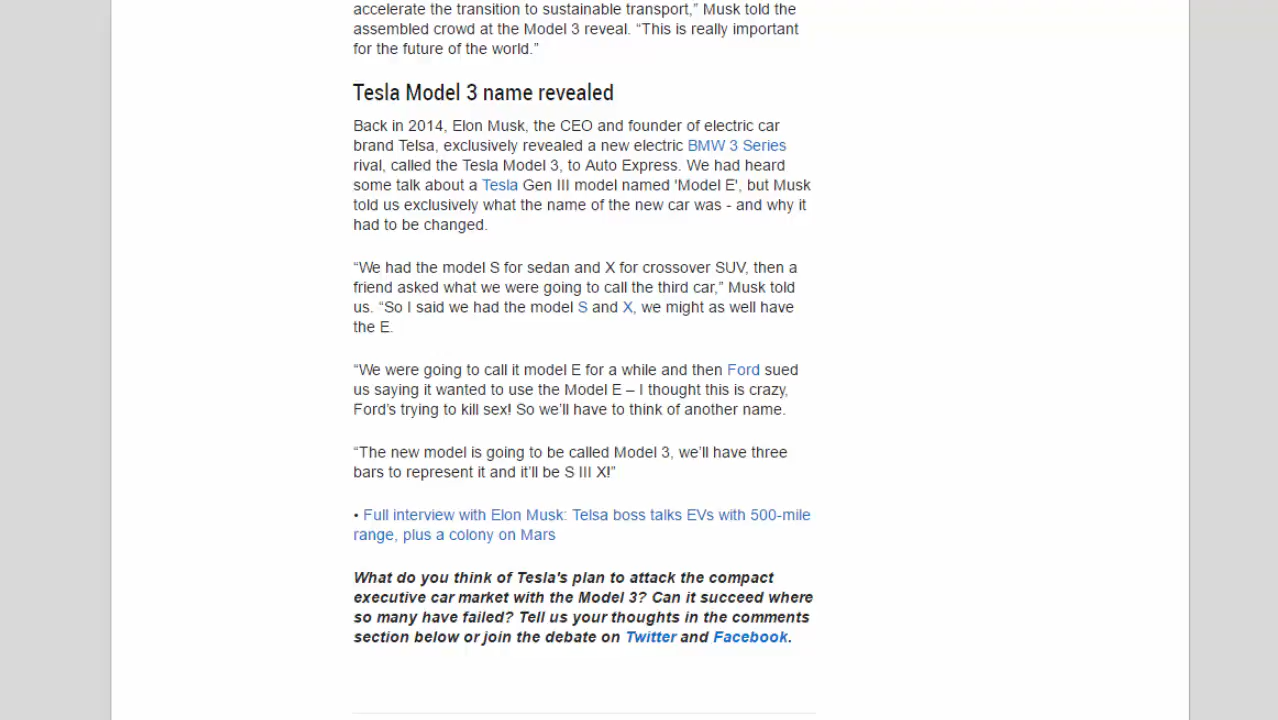 accelerate the transition to sustainable transport,” Musk told the
assembled crowd at the Model 3 reveal. “This is really important
for the future of the world.”
Tesla Model 3 name revealed
Back in 2014, Elon Musk, the CEO and founder of electric car
brand Telsa, exclusively revealed a new electric BMW 3 Series
rival, called the Tesla Model 3, to Auto Express. We had heard
some talk about a Tesla Gen III model named 'Model E', but Musk
told us exclusively what the name of the new car was - and why it
had to be changed.
“We had the model S for sedan and X for crossover SUV, then a
friend asked what we were going to call the third car,” Musk told
us. “So I said we had the model S and X, we might as well have
the E.
“We were going to call it model E for a while and then Ford sued
us saying it wanted to use the Model E – I thought this is crazy,
Ford’s trying to kill sex! So we’ll have to think of another name.
“The new model is going to be called Model 3, we’ll have three
bars to represent it and it’ll be S III X!”
• Full interview with Elon Musk: Telsa boss talks EVs with 500-mile
range, plus a colony on Mars
What do you think of Tesla's plan to attack the compact
executive car market with the Model 3? Can it succeed where
so many have failed? Tell us your thoughts in the comments
section below or join the debate on Twitter and Facebook.